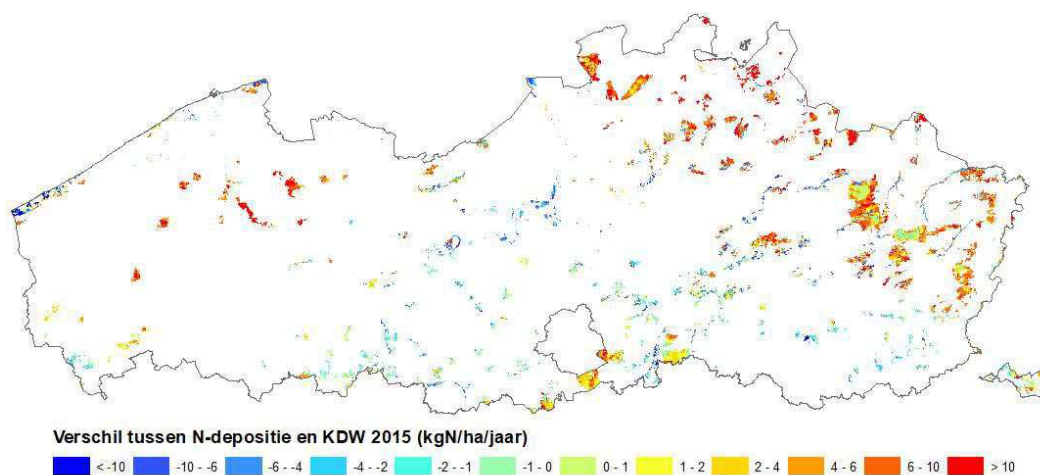 Verschil tussen N-depositie en KDW 2015 (kgN/ha/jaar)
< -10 -10 - -6 -6 - -4 -4 - -2 -2 - -1 -1 - 0 0 - 1 1 - 2 2 - 4 4 - 6 6 - 10 > 10